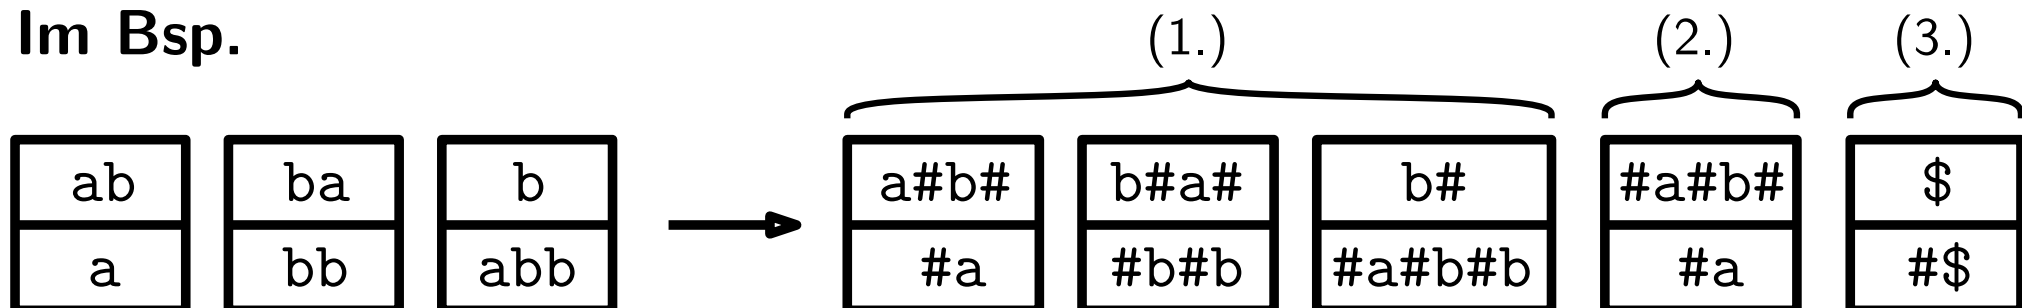 Im Bsp. (1.) (2.) (3.)
ab ba b a#b# b#a# b# #a#b# $
a bb abb #a #b#b #a#b#b #a #$